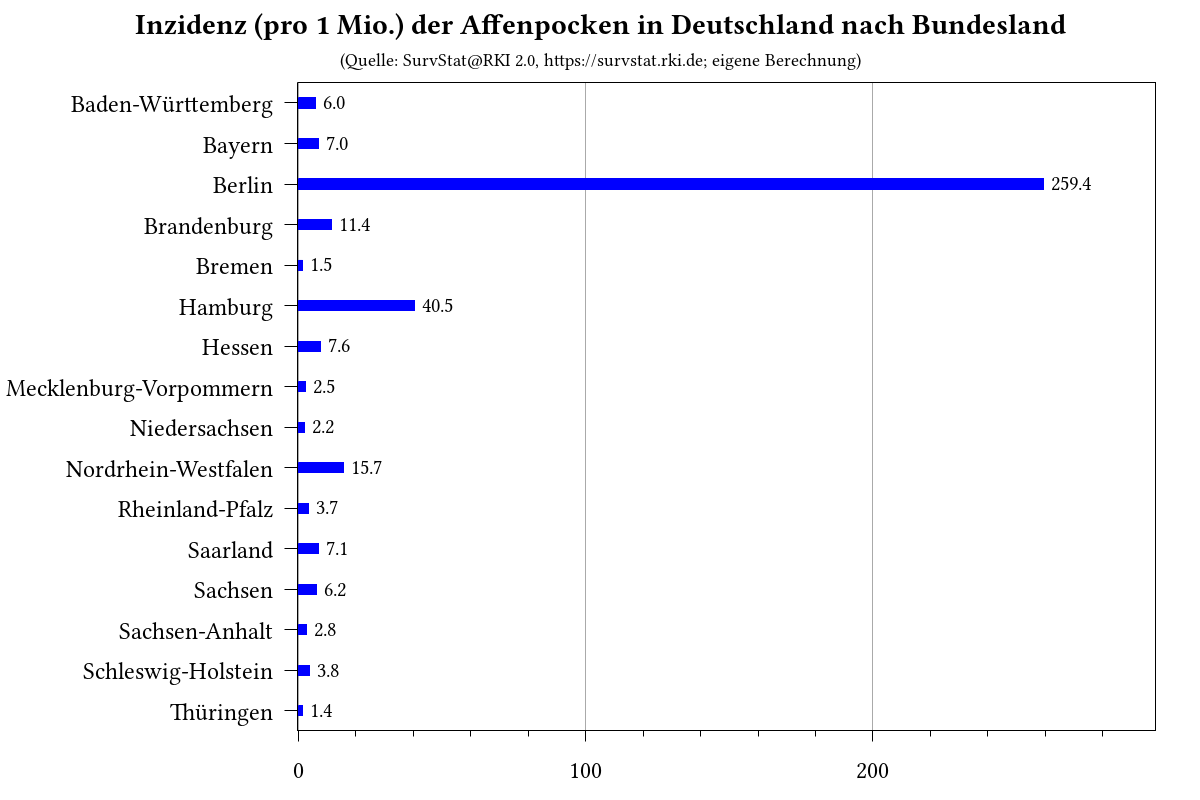 Inzidenz (pro 1 Mio.) der Affenpocken in Deutschland nach Bundesland
(Quelle: SurvStat@RKI 2.0, https://survstat.rki.de; eigene Berechnung)
Baden-Württemberg 6.0
Bayern 7.0
Berlin 259.4
Brandenburg 11.4
Bremen 1.5
Hamburg 40.5
Hessen 7.6
Mecklenburg-Vorpommern 2.5
Niedersachsen 2.2
Nordrhein-Westfalen 15.7
Rheinland-Pfalz 3.7
Saarland 7.1
Sachsen 6.2
Sachsen-Anhalt 2.8
Schleswig-Holstein 3.8
Thüringen 1.4
0 100 200